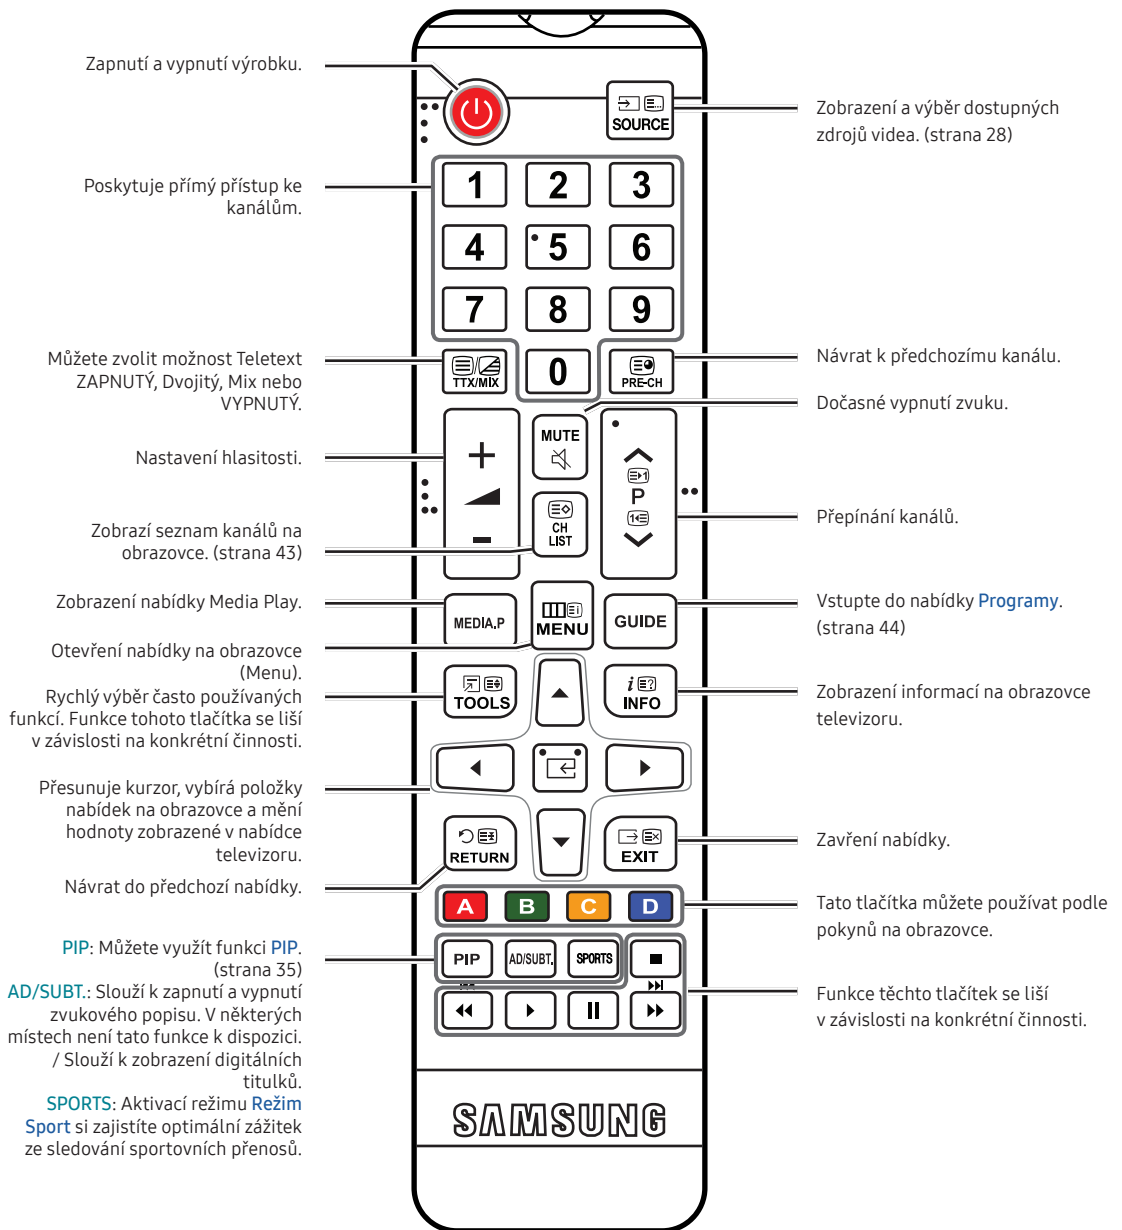 Zapnutí a vypnutí výrobku.
Poskytuje přímý přístup ke
kanálům.
Můžete zvolit možnost Teletext
ZAPNUTÝ, Dvojitý, Mix nebo
VYPNUTÝ.
Nastavení hlasitosti.
Zobrazí seznam kanálů na
obrazovce. (strana 43)
Zobrazení nabídky Media Play.
Otevření nabídky na obrazovce
(Menu).
Rychlý výběr často používaných
funkcí. Funkce tohoto tlačítka se liší
v závislosti na konkrétní činnosti.
Přesunuje kurzor, vybírá položky
nabídek na obrazovce a mění
hodnoty zobrazené v nabídce
televizoru.
Návrat do předchozí nabídky.
PIP: Můžete využít funkci PIP.
(strana 35)
AD/SUBT.: Slouží k zapnutí a vypnutí
zvukového popisu. V některých
místech není tato funkce k dispozici.
/ Slouží k zobrazení digitálních
titulků.
SPORTS: Aktivací režimu Režim
Sport si zajistíte optimální zážitek
ze sledování sportovních přenosů.
SOURCE
1 2 3
4 5 6
7 8 9
TTX/MIX 0 PRE-CH
MUTE
P
CH
LIST
MEDIA.P MENU GUIDE
TOOLS INFO
RETURN EXIT
A B C D
PIP AD/SUBT. SPORTS
SAMSUNG
Zobrazení a výběr dostupných
zdrojů videa. (strana 28)
Návrat k předchozímu kanálu.
Dočasné vypnutí zvuku.
Přepínání kanálů.
Vstupte do nabídky Programy.
(strana 44)
Zobrazení informací na obrazovce
televizoru.
Zavření nabídky.
Tato tlačítka můžete používat podle
pokynů na obrazovce.
Funkce těchto tlačítek se liší
v závislosti na konkrétní činnosti.